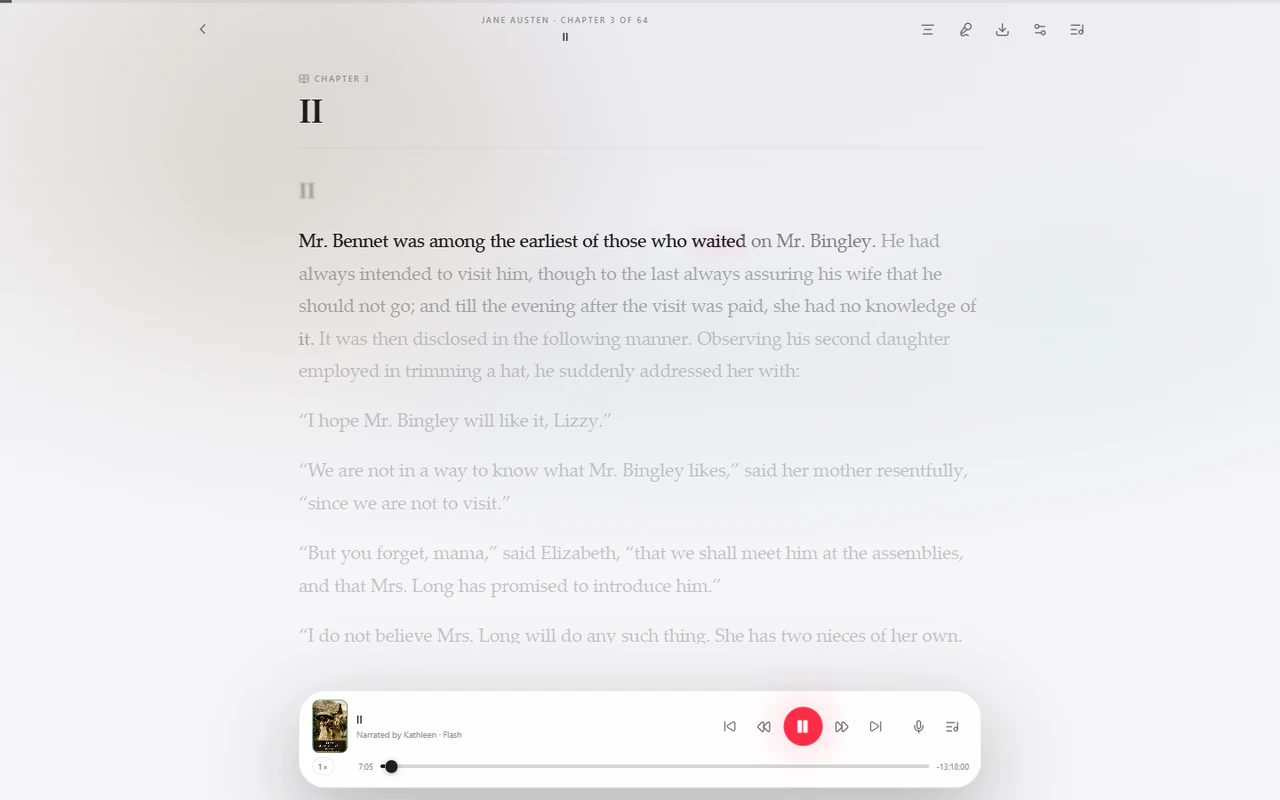 JANE AUSTEN · CHAPTER 3 OF 64
II
CHAPTER 3
II
II
Mr. Bennet was among the earliest of those who waited on Mr. Bingley. He had
always intended to visit him, though to the last always assuring his wife that he
should not go; and till the evening after the visit was paid, she had no knowledge of
it. It was then disclosed in the following manner. Observing his second daughter
employed in trimming a hat, he suddenly addressed her with:
“I hope Mr. Bingley will like it, Lizzy.”
“We are not in a way to know what Mr. Bingley likes,” said her mother resentfully,
“since we are not to visit.”
“But you forget, mama,” said Elizabeth, “that we shall meet him at the assemblies,
and that Mrs. Long has promised to introduce him.”
“I do not believe Mrs. Long will do any such thing. She has two nieces of her own.
II
Narrated by Kathleen · Flash
1×
7:05
-13:18:00